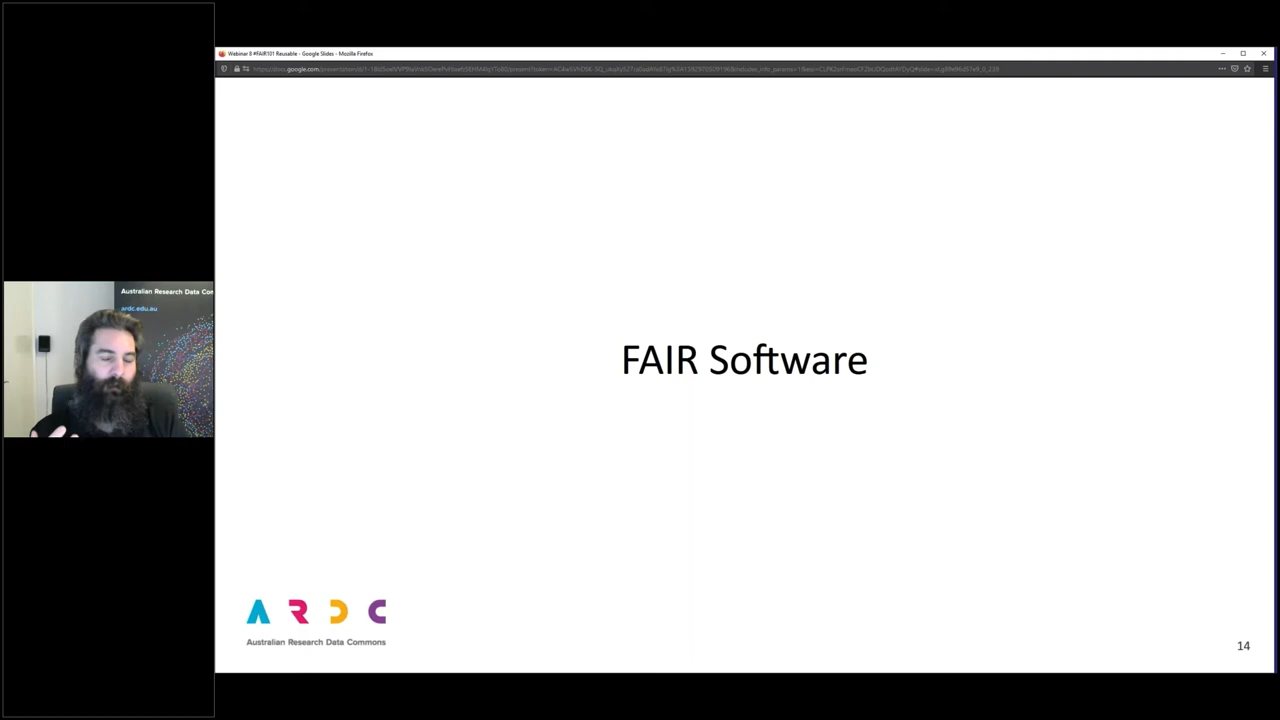 Webinar 8 #FAIR101 Reusable - Google Slides - Mozilla Firefox
Australian Research Data Com
ardc.edu.au
FAIR Software
ARDC
Australian Research Data Commons
14